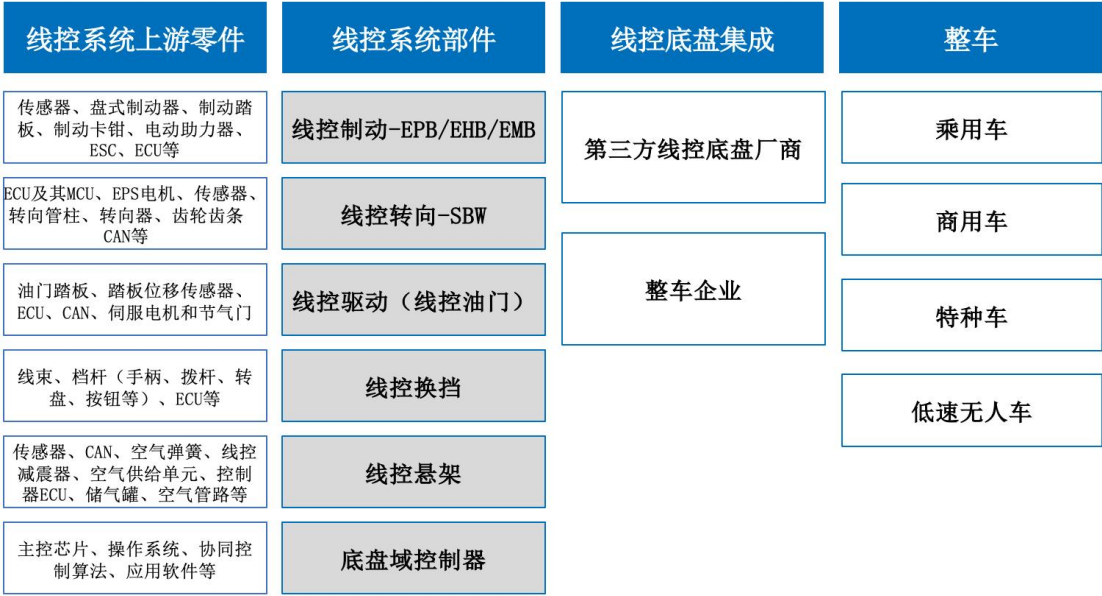 线控系统上游零件
线控系统部件
线控底盘集成
整车
传感器、盘式制动器、制动踏
板、制动卡钳、电动助力器、
ESC、ECU等
线控制动-EPB/EHB/EMB
第三方线控底盘厂商
乘用车
ECU及其MCU、EPS电机、传感器、
转向管柱、转向器、齿轮齿条
CAN等
线控转向-SBW
商用车
油门踏板、踏板位移传感器、
ECU、CAN、伺服电机和节气门
线控驱动（线控油门）
整车企业
特种车
线束、档杆（手柄、拨杆、转
盘、按钮等）、ECU等
线控换挡
低速无人车
传感器、CAN、空气弹簧、线控
减震器、空气供给单元、控制
器ECU、储气罐、空气管路等
线控悬架
主控芯片、操作系统、协同控
制算法、应用软件等
底盘域控制器